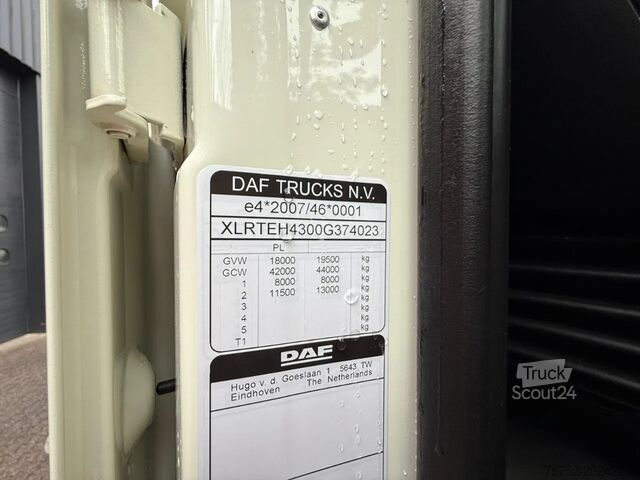 DAF TRUCKS N.V.
e4*2007/46*0001
XLRTEH4300G374023
PL
GVW 18000 19500 kg
GCW 42000 44000 kg
1 8000 8000 kg
2 11500 13000 kg
3 kg
4 kg
5 kg
T1 kg
DAF
Hugo v. d. Goeslaan 1 5643 TW
Eindhoven The Netherlands
Truck
Scout24